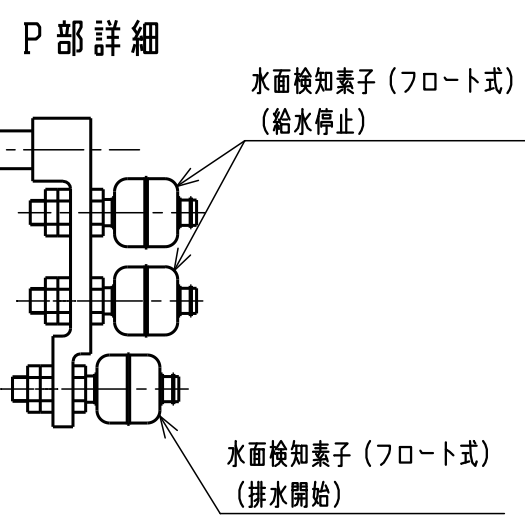 P部詳細
水面検知素子（フロート式）
（給水停止）
水面検知素子（フロート式）
（排水開始）